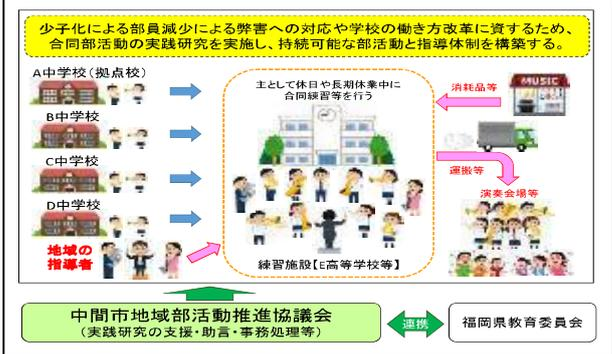 少子化による部員減少による弊害への対応や学校の働き方改革に資するため、
合同部活動の実践研究を実施し、持続可能な部活動と指導体制を構築する。
A中学校(拠点校)
B中学校
C中学校
D中学校
地域の
指導者
主として休日や長期休業中に
合同練習等を行う
練習施設【E高等学校等】
消耗品等
MUSIC
運搬等
演奏会場等
中間市地域部活動推進協議会
(実践研究の支援・助言・事務処理等)
連携
福岡県教育委員会